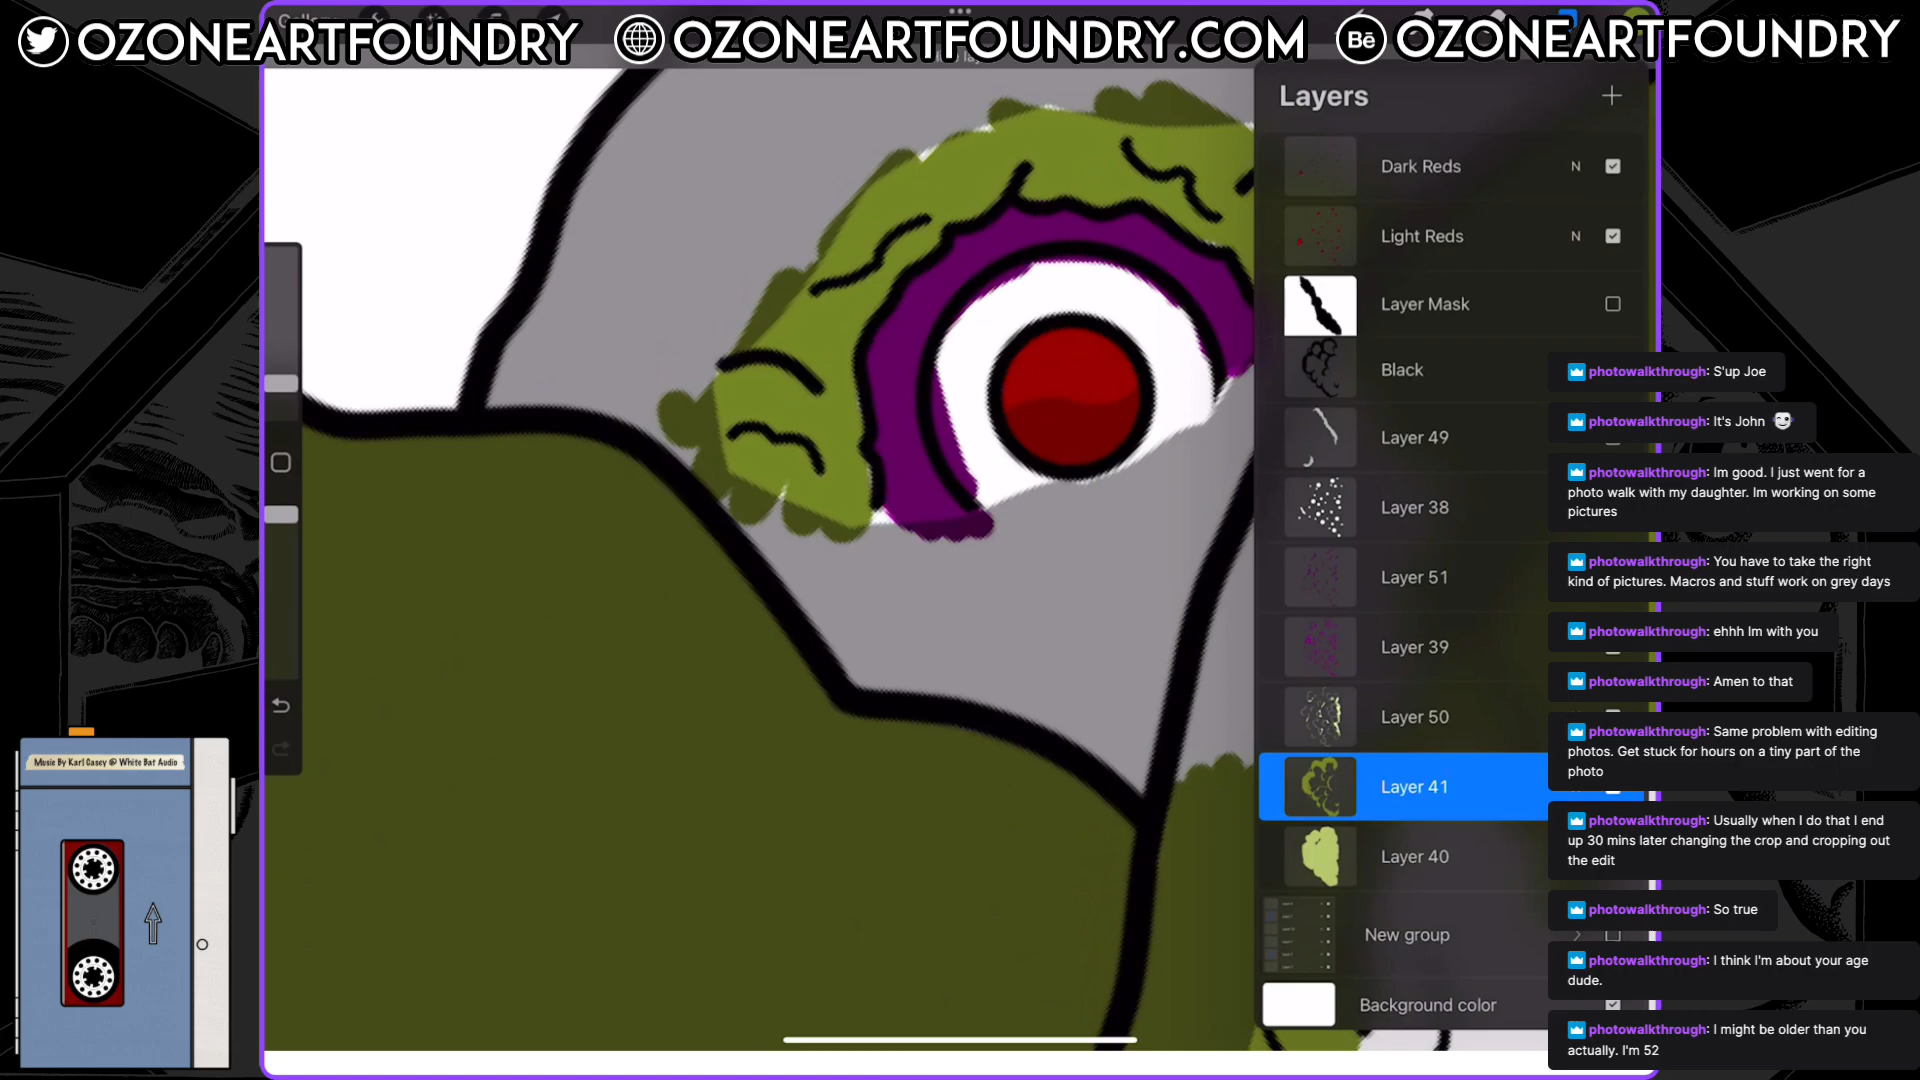 OZONEARTFOUNDRY
OZONEARTFOUNDRY.COM
Bē OZONEARTFOUNDRY
Layers
Dark Reds N
Light Reds N
Layer Mask
Black
Layer 49
Layer 38
Layer 51
Layer 39
Layer 50
Layer 41
Layer 40
New group
Background color
photowalkthrough: S'up Joe
photowalkthrough: It's John
photowalkthrough: Im good. I just went for a
photo walk with my daughter. Im working on some
pictures
photowalkthrough: You have to take the right
kind of pictures. Macros and stuff work on grey days
photowalkthrough: ehhh Im with you
photowalkthrough: Amen to that
photowalkthrough: Same problem with editing
photos. Get stuck for hours on a tiny part of the
photo
photowalkthrough: Usually when I do that I end
up 30 mins later changing the crop and cropping out
the edit
photowalkthrough: So true
photowalkthrough: I think I'm about your age
dude.
photowalkthrough: I might be older than you
actually. I'm 52
Music By Karl Casey @ White Bat Audio